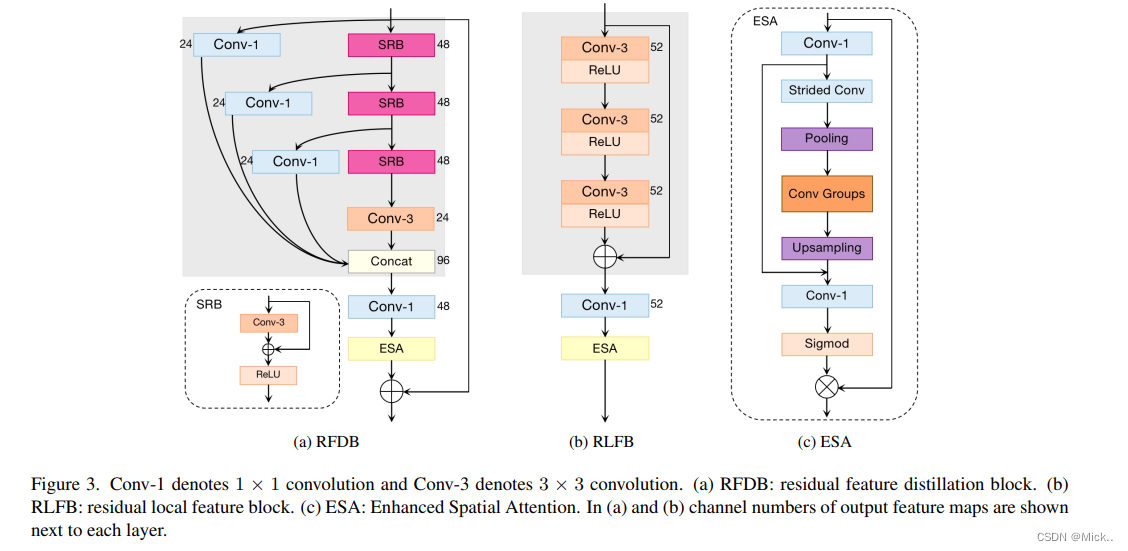 24 Conv-1
SRB 48
24 Conv-1
SRB 48
24 Conv-1
SRB 48
Conv-3 24
Concat 96
Conv-1 48
ESA
SRB
Conv-3
ReLU
(a) RFDB
Conv-3 52
ReLU
Conv-3 52
ReLU
Conv-3 52
ReLU
Conv-1 52
ESA
(b) RLFB
ESA
Conv-1
Strided Conv
Pooling
Conv Groups
Upsampling
Conv-1
Sigmod
(c) ESA
Figure 3. Conv-1 denotes 1 × 1 convolution and Conv-3 denotes 3 × 3 convolution. (a) RFDB: residual feature distillation block. (b)
RLFB: residual local feature block. (c) ESA: Enhanced Spatial Attention. In (a) and (b) channel numbers of output feature maps are shown
next to each layer.
CSDN @Mick..